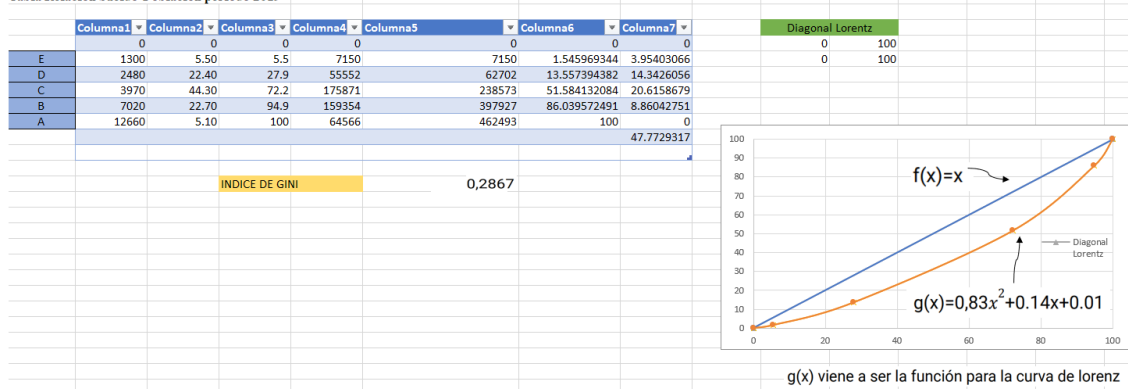 Columna1 Columna2 Columna3 Columna4 Columna5 Columna6 Columna7
0 0 0 0 0 0 0
E 1300 5.50 5.5 7150 7150 1.545969344 3.95403066
D 2480 22.40 27.9 55552 62702 13.557394382 14.3426056
C 3970 44.30 72.2 175871 238573 51.584132084 20.6158679
B 7020 22.70 94.9 159354 397927 86.039572491 8.86042751
A 12660 5.10 100 64566 462493 100 0
47.7729317
INDICE DE GINI 0,2867
Diagonal Lorentz
0 100
0 100
100
90
80
70
60
50
40
30
20
10
0
0 20 40 60 80 100
f(x)=x
Diagonal
Lorentz
g(x)=0,83x²+0.14x+0.01
g(x) viene a ser la función para la curva de lorenz